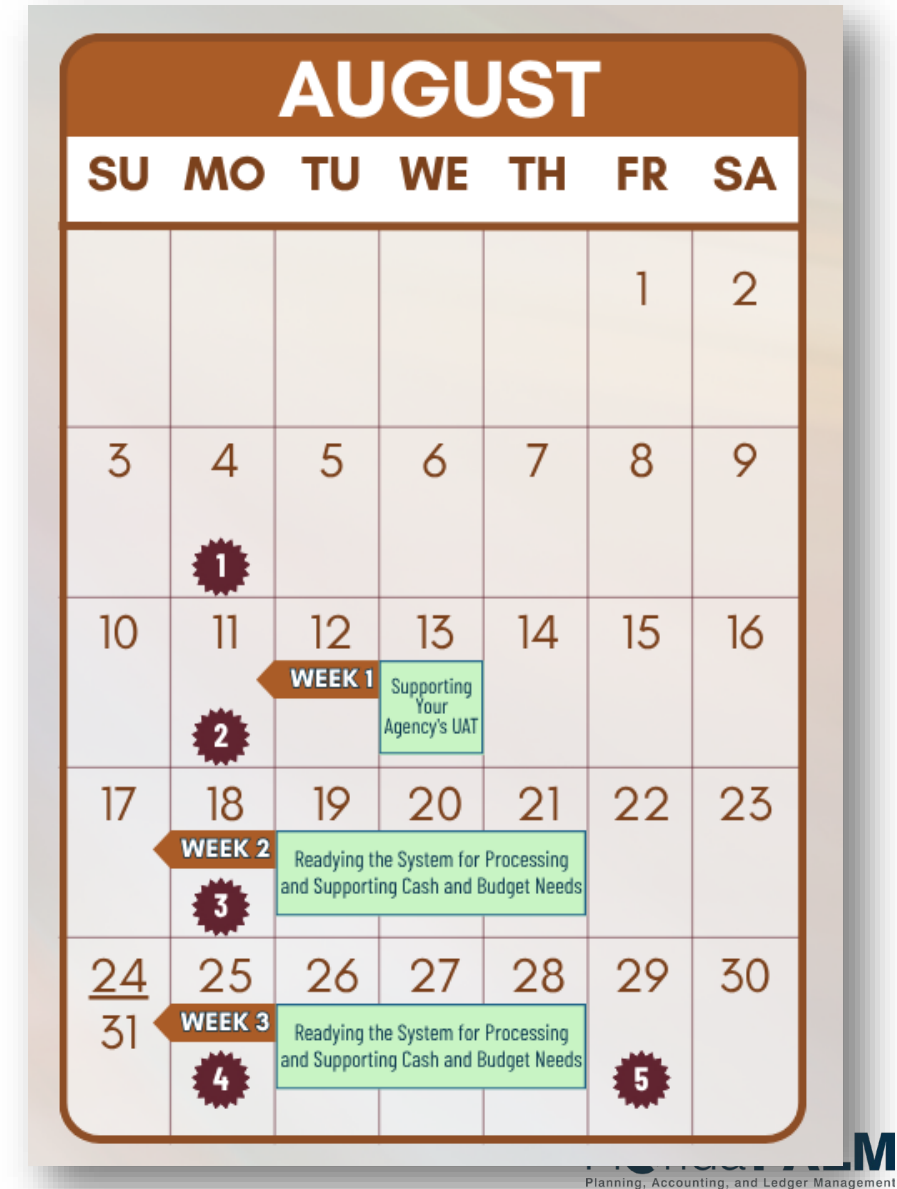 AUGUST
SU MO TU WE TH FR SA
1 2
3 4 5 6 7 8 9
1
10 11 12 13 14 15 16
WEEK 1
Supporting
Your
Agency's UAT
2
17 18 19 20 21 22 23
WEEK 2
Readying the System for Processing
and Supporting Cash and Budget Needs
3
24 25 26 27 28 29 30
31
WEEK 3
Readying the System for Processing
and Supporting Cash and Budget Needs
4
5
Planning, Accounting, and Ledger Management